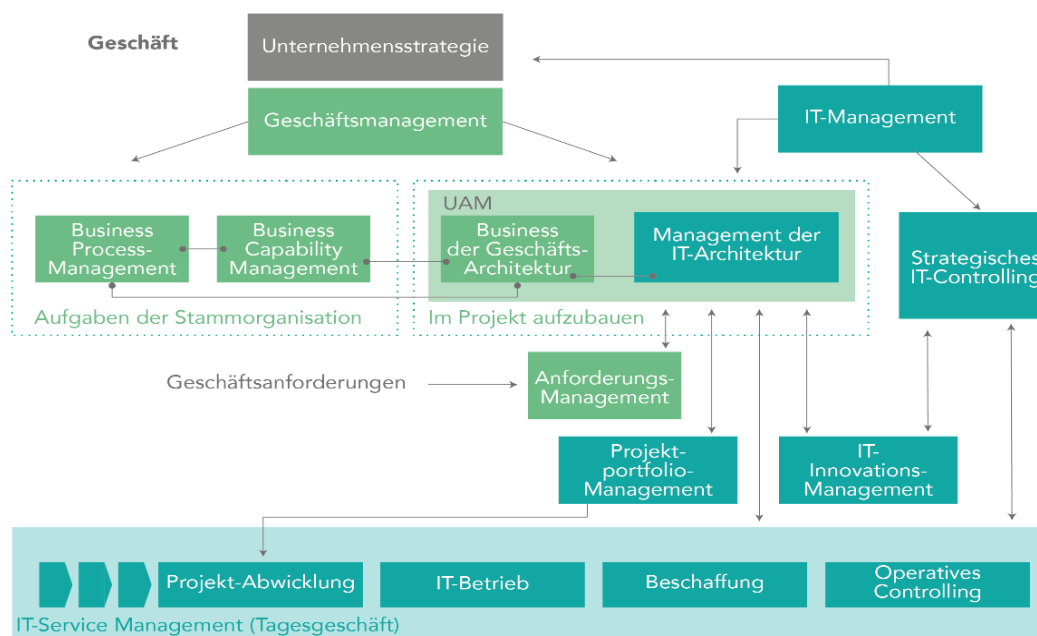 Geschäft
Unternehmensstrategie
Geschäftsmanagement
IT-Management
UAM
Business
Process-
Management
Business
Capability
Management
Business
der Geschäfts-
Architektur
Management der
IT-Architektur
Strategisches
IT-Controlling
Aufgaben der Stammorganisation
Im Projekt aufzubauen
Geschäftsanforderungen
Anforderungs-
Management
Projekt-
portfolio-
Management
IT-
Innovations-
Management
Projekt-Abwicklung
IT-Betrieb
Beschaffung
Operatives
Controlling
IT-Service Management (Tagesgeschäft)